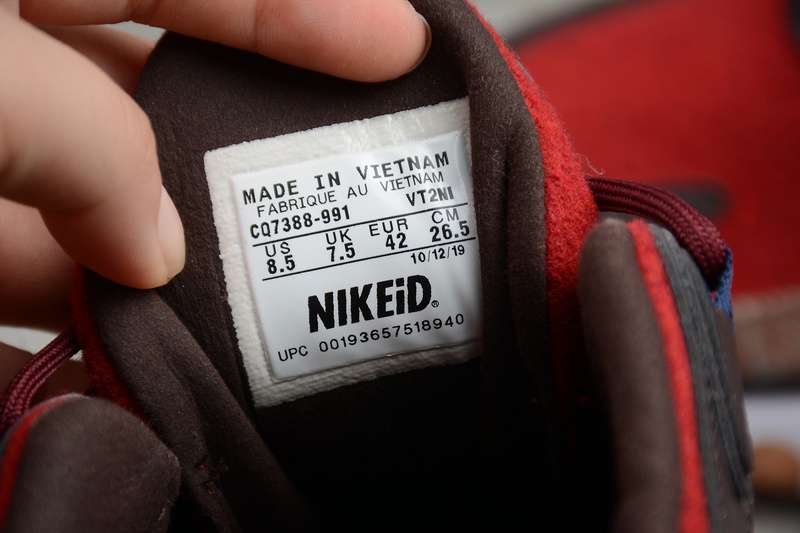 MADE IN VIETNAM
FABRIQUE AU VIETNAM
CQ7388-991 VT2NI
US UK EUR CM
8.5 7.5 42 26.5
10/12/19
NIKEiD®
UPC 00193657518940